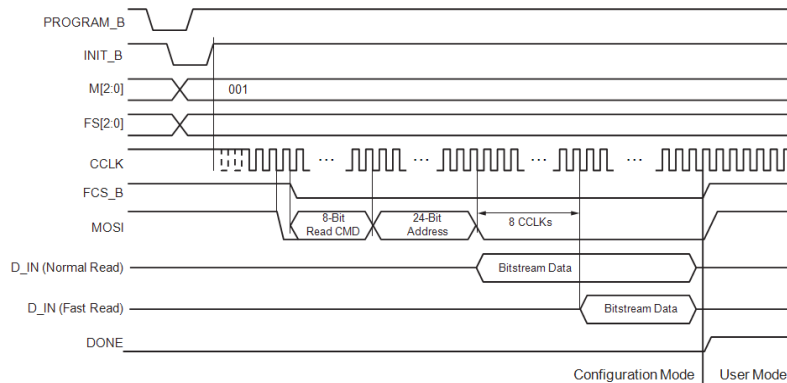 PROGRAM_B
INIT_B
M[2:0]
001
FS[2:0]
CCLK
... ... ... ...
FCS_B
MOSI
8-Bit
Read CMD
24-Bit
Address
8 CCLKs
D_IN (Normal Read)
Bitstream Data
D_IN (Fast Read)
Bitstream Data
DONE
Configuration Mode
User Mode